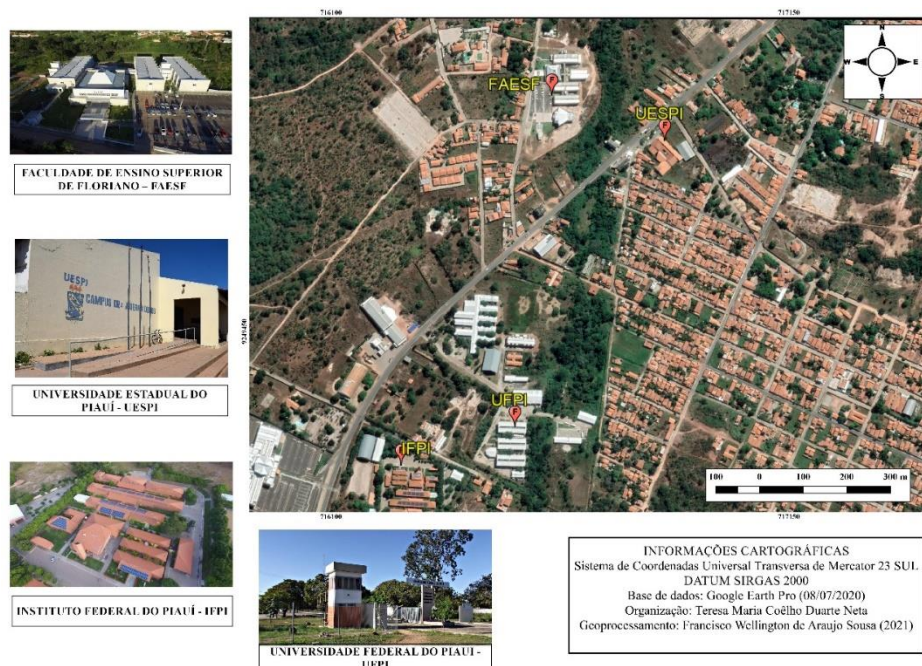 716100
717150
FAESF
UESPI
N
W
E
S
FACULDADE DE ENSINO SUPERIOR
DE FLORIANO – FAESF
UESPI
UNIVERSIDADE ESTADUAL DO
PIAUÍ - UESPI
9249450
UFPI
IFPI
100 0 100 200 300 m
716100
717150
INSTITUTO FEDERAL DO PIAUÍ - IFPI
UNIVERSIDADE FEDERAL DO PIAUI -
UFPI
INFORMAÇÕES CARTOGRÁFICAS
Sistema de Coordenadas Universal Transversa de Mercator 23 SUL
DATUM SIRGAS 2000
Base de dados: Google Earth Pro (08/07/2020)
Organização: Teresa Maria Coêlho Duarte Neta
Geoprocessamento: Francisco Wellington de Araujo Sousa (2021)